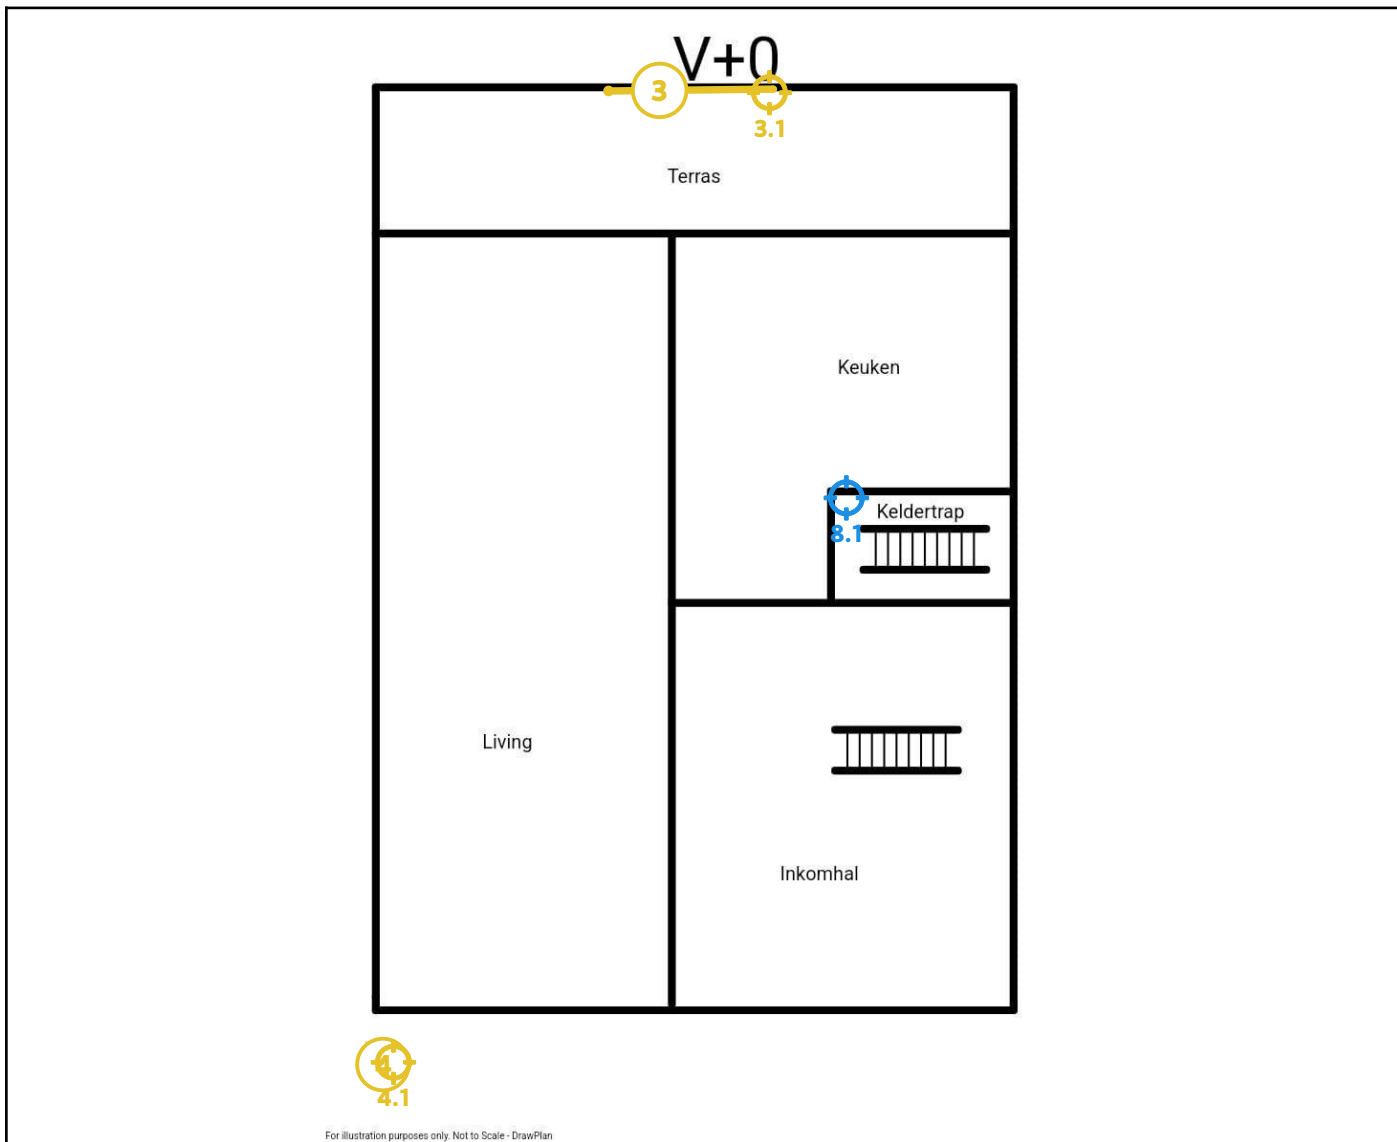 V+0
3
3.1
Terras
Keuken
Keldertrap
8.1
Living
Inkomhal
4
4.1
For illustration purposes only. Not to Scale - DrawPlan